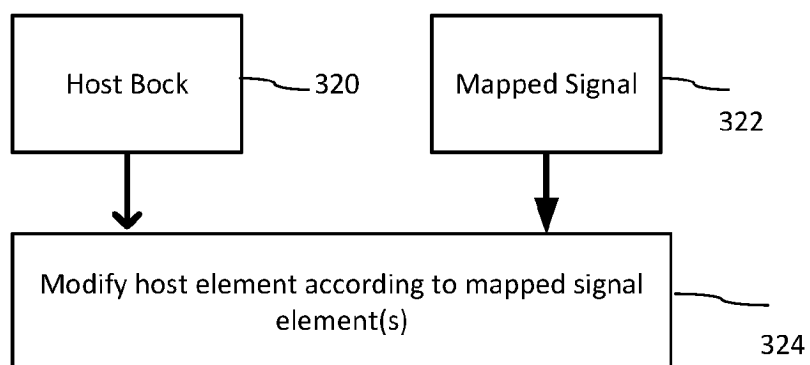 Host Bock
320
Mapped Signal
322
Modify host element according to mapped signal
element(s)
324